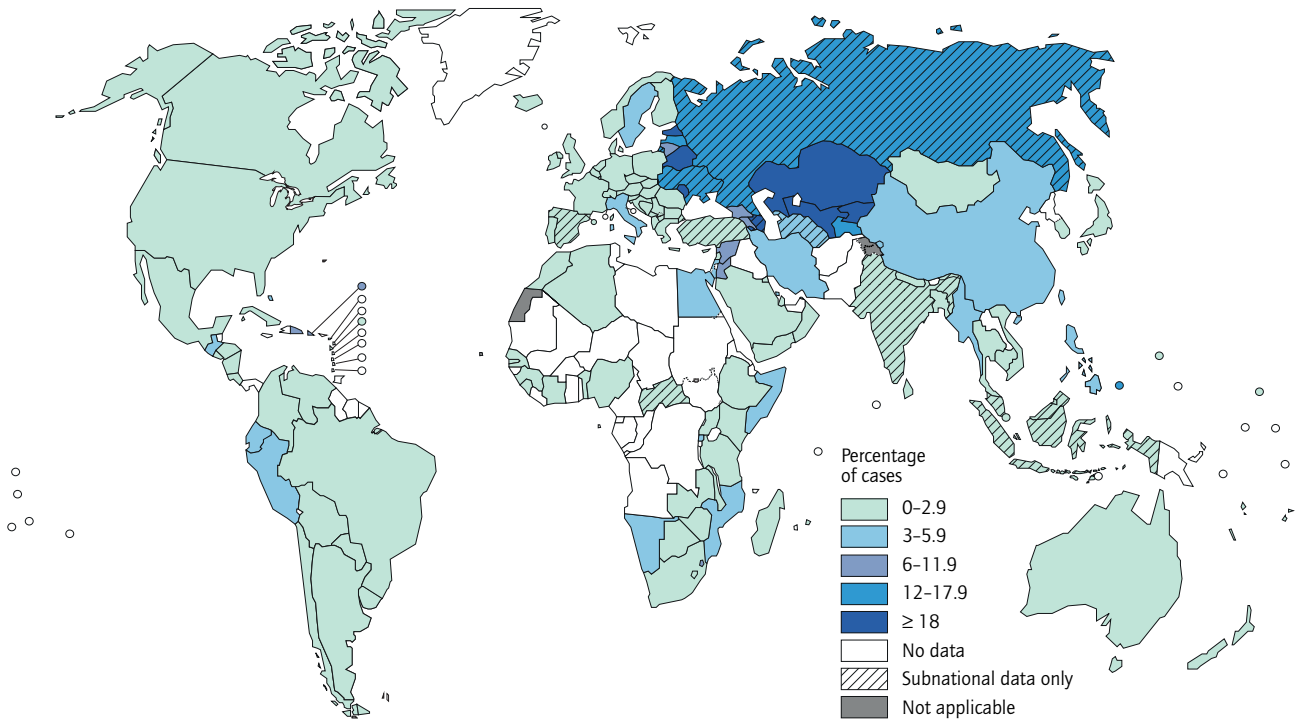 Percentage
of cases
0–2.9
3–5.9
6–11.9
12–17.9
≥ 18
No data
Subnational data only
Not applicable